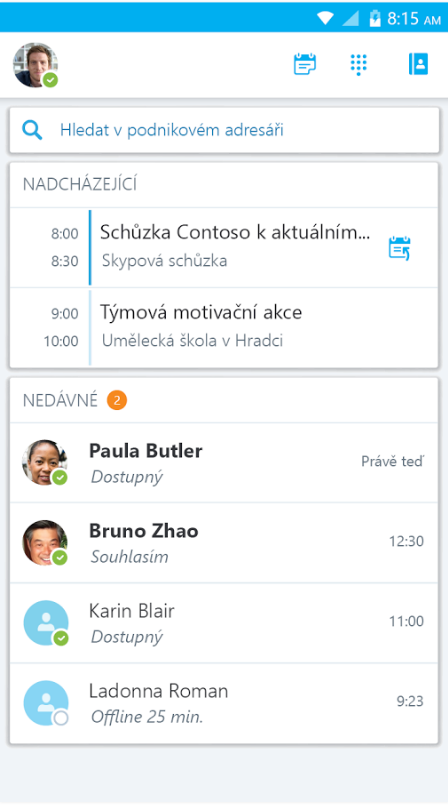 8:15 AM
Hledat v podnikovém adresáři
NADCHÁZEJÍCÍ
8:00 Schůzka Contoso k aktuálním...
8:30 Skypová schůzka
9:00 Týmová motivační akce
10:00 Umělecká škola v Hradci
NEDÁVNÉ 2
Paula Butler
Dostupný
Právě teď
Bruno Zhao
Souhlasím
12:30
Karin Blair
Dostupný
11:00
Ladonna Roman
Offline 25 min.
9:23